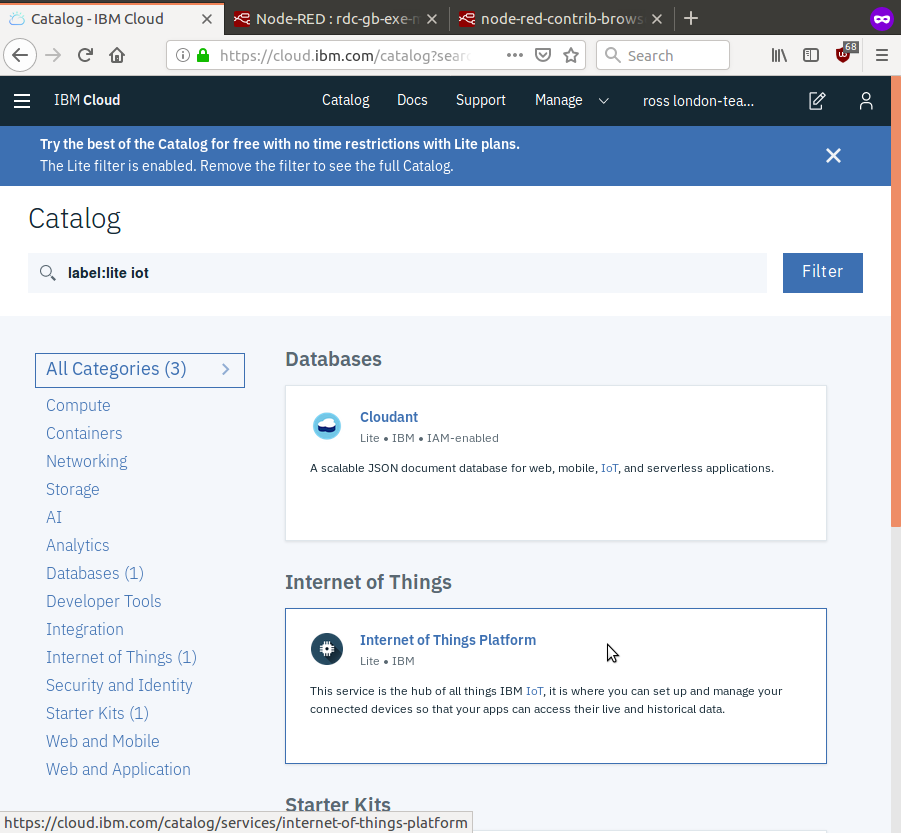 Catalog - IBM Cloud
Node-RED : rdc-gb-exe-m
node-red-contrib-brows
https://cloud.ibm.com/catalog?sear
Search
68
IBM Cloud
Catalog
Docs
Support
Manage
ross london-tea...
Try the best of the Catalog for free with no time restrictions with Lite plans.
The Lite filter is enabled. Remove the filter to see the full Catalog.
Catalog
label:lite iot
Filter
All Categories (3)
Compute
Containers
Networking
Storage
AI
Analytics
Databases (1)
Developer Tools
Integration
Internet of Things (1)
Security and Identity
Starter Kits (1)
Web and Mobile
Web and Application
Databases
Cloudant
Lite • IBM • IAM-enabled
A scalable JSON document database for web, mobile, IoT, and serverless applications.
Internet of Things
Internet of Things Platform
Lite • IBM
This service is the hub of all things IBM IoT, it is where you can set up and manage your
connected devices so that your apps can access their live and historical data.
Starter Kits
https://cloud.ibm.com/catalog/services/internet-of-things-platform